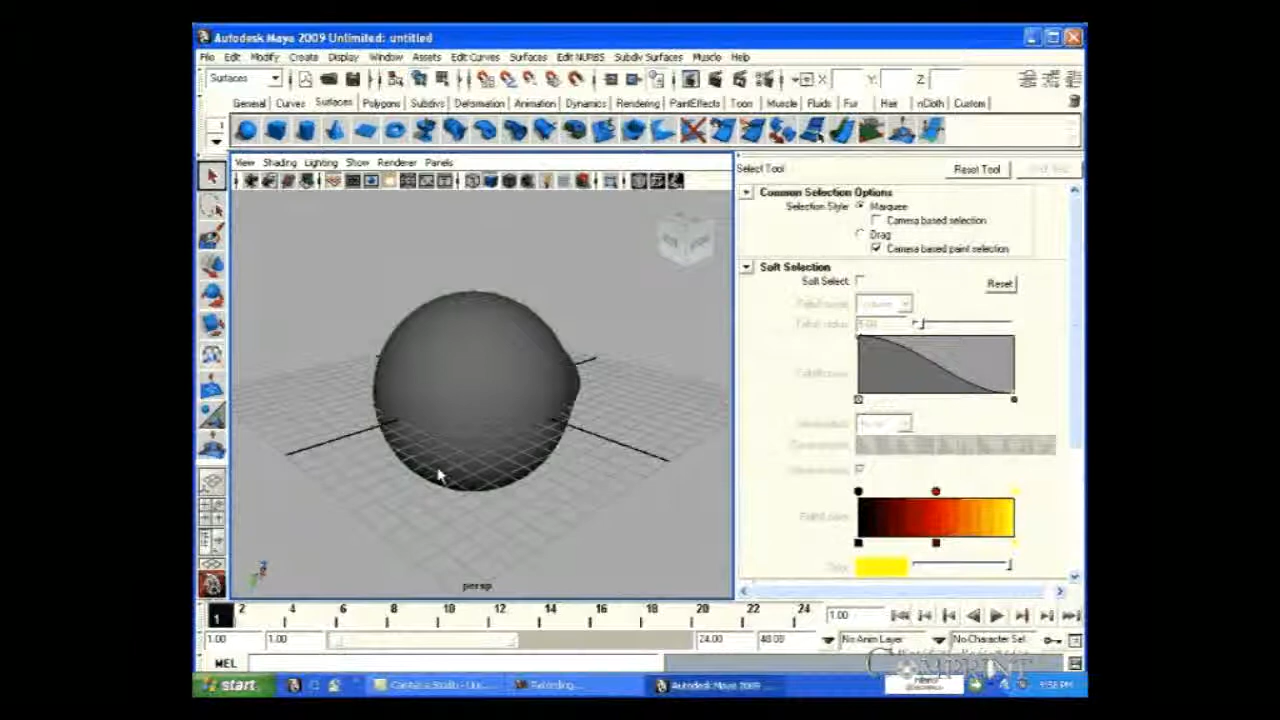 Autodesk Maya 2009 Unlimited: untitled
File Edit Modify Create Display Window Assets Edit Curves Surfaces Edit NURBS Subdiv Surfaces Muscle Help
Surfaces X: Y: Z:
General Curves Surfaces Polygons Subdivs Deformation Animation Dynamics Rendering PaintEffects Toon Muscle Fluids Fur Hair nCloth Custom
View Shading Lighting Show Renderer Panels
Select Tool Reset Tool
Common Selection Options
Selection Style: Marquee
Camera based selection
Drag
Camera based paint selection
Soft Selection
Soft Select: Reset
persp
1 2 4 6 8 10 12 14 16 18 20 22 24 1.00
1.00 1.00 24.00 48.00 No Anim Layer No Character Set
MEL
start Autodesk Maya 2009